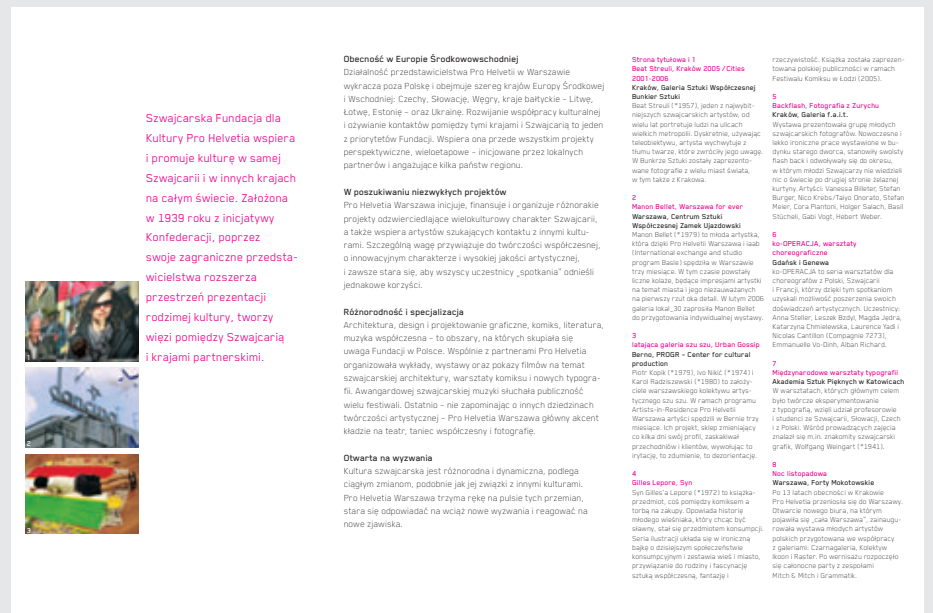 Szwajcarska Fundacja dla
Kultury Pro Helvetia wspiera
i promuje kulturę w samej
Szwajcarii i w innych krajach
na całym świecie. Założona
w 1939 roku z inicjatywy
Konfederacji, poprzez
swoje zagraniczne przedsta-
wicielstwa rozszerza
przestrzeń prezentacji
rodzimej kultury, tworzy
więzi pomiędzy Szwajcarią
i krajami partnerskimi.
1
2
3
Obecność w Europie Środkowowschodniej
Działalność przedstawicielstwa Pro Helvetii w Warszawie
wykracza poza Polskę i obejmuje szereg krajów Europy Środkowej
i Wschodniej: Czechy, Słowację, Węgry, kraje bałtyckie – Litwę,
Łotwę, Estonię – oraz Ukrainę. Rozwijanie współpracy kulturalnej
i ożywianie kontaktów pomiędzy tymi krajami i Szwajcarią to jeden
z priorytetów Fundacji. Wspiera ona przede wszystkim projekty
perspektywiczne, wieloetapowe – inicjowane przez lokalnych
partnerów i angażujące kilka państw regionu.
W poszukiwaniu niezwykłych projektów
Pro Helvetia Warszawa inicjuje, finansuje i organizuje różnorakie
projekty odzwierciedlające wielokulturowy charakter Szwajcarii,
a także wspiera artystów szukających kontaktu z innymi kultu-
rami. Szczególną wagę przywiązuje do twórczości współczesnej,
o innowacyjnym charakterze i wysokiej jakości artystycznej,
i zawsze stara się, aby wszyscy uczestnicy „spotkania” odnieśli
jednakowe korzyści.
Różnorodność i specjalizacja
Architektura, design i projektowanie graficzne, komiks, literatura,
muzyka współczesna – to obszary, na których skupiała się
uwaga Fundacji w Polsce. Wspólnie z partnerami Pro Helvetia
organizowała wykłady, wystawy oraz pokazy filmów na temat
szwajcarskiej architektury, warsztaty komiksu i nowych typogra-
fii. Awangardowej szwajcarskiej muzyki słuchała publiczność
wielu festiwali. Ostatnio – nie zapominając o innych dziedzinach
twórczości artystycznej – Pro Helvetia Warszawa główny akcent
kładzie na teatr, taniec współczesny i fotografię.
Otwarta na wyzwania
Kultura szwajcarska jest różnorodna i dynamiczna, podlega
ciągłym zmianom, podobnie jak jej związki z innymi kulturami.
Pro Helvetia Warszawa trzyma rękę na pulsie tych przemian,
stara się odpowiadać na wciąż nowe wyzwania i reagować na
nowe zjawiska.
Strona tytułowa i 1
Beat Streuli, Kraków 2005 /Cities
2001-2006
Kraków, Galeria Sztuki Współczesnej
Bunkier Sztuki
Beat Streuli (*1957), jeden z najwybit-
niejszych szwajcarskich artystów, od
wielu lat portretuje ludzi na ulicach
wielkich metropolii. Dyskretnie, używając
teleobiektywu, artysta wychwytuje z
tłumu twarze, które zwróciły jego uwagę.
W Bunkrze Sztuki zostały zaprezento-
wane fotografie z wielu miast świata,
w tym także z Krakowa.
2
Manon Bellet, Warszawa for ever
Warszawa, Centrum Sztuki
Współczesnej Zamek Ujazdowski
Manon Bellet (*1979) to młoda artystka,
która dzięki Pro Helvetii Warszawa i iaab
(International exchange and studio
program Basle) spędziła w Warszawie
trzy miesiące. W tym czasie powstały
liczne kolaże, będące impresjami artystki
na temat miasta i jego niezauważanych
na pierwszy rzut oka detali. W lutym 2006
galeria lokal_30 zaprosiła Manon Bellet
do przygotowania indywidualnej wystawy.
3
latająca galeria szu szu, Urban Gossip
Berno, PROGR – Center for cultural
production
Piotr Kopik (*1979), Ivo Nikić (*1974) i
Karol Radziszewski (*1980) to założy-
ciele warszawskiego kolektywu artys-
tycznego szu szu. W ramach programu
Artists-in-Residence Pro Helvetii
Warszawa artyści spędzili w Bernie trzy
miesiące. Ich projekt, sklep zmieniający
co kilka dni swój profil, zaskakiwał
przechodniów i klientów, wywołując to
irytację, to zdumienie, to dezorientację.
4
Gilles Lepore, Syn
Syn Gilles'a Lepore (*1972) to książka-
przedmiot, coś pomiędzy komiksem a
torbą na zakupy. Opowiada historię
młodego wieśniaka, który chcąc być
sławny, stał się przedmiotem konsumpcji.
Seria ilustracji układa się w ironiczną
bajkę o dzisiejszym społeczeństwie
konsumpcyjnym i zestawia wieś i miasto,
przywiązanie do rodziny i fascynację
sztuką współczesną, fantazję i
rzeczywistość. Książka została zaprezen-
towana polskiej publiczności w ramach
Festiwalu Komiksu w Łodzi (2005).
5
Backflash, Fotografia z Zurychu
Kraków, Galeria f.a.i.t.
Wystawa prezentowała grupę młodych
szwajcarskich fotografów. Nowoczesne i
lekko ironiczne prace wystawione w bu-
dynku starego dworca, stanowiły swoisty
flash back i odwoływały się do okresu,
w którym młodzi Szwajcarzy nie wiedzieli
nic o świecie po drugiej stronie żelaznej
kurtyny. Artyści: Vanessa Billeter, Stefan
Burger, Nico Krebs/Taiyo Onorato, Stefan
Meier, Cora Piantoni, Holger Salach, Basil
Stücheli, Gabi Vogt, Hebert Weber.
6
ko-OPERACJA, warsztaty
choreograficzne
Gdańsk i Genewa
ko-OPERACJA to seria warsztatów dla
choreografów z Polski, Szwajcarii
i Francji, którzy dzięki tym spotkaniom
uzyskali możliwość poszerzenia swoich
doświadczeń artystycznych. Uczestnicy:
Anna Steller, Leszek Bzdyl, Magda Jędra,
Katarzyna Chmielewska, Laurence Yadi i
Nicolas Cantillon (Compagnie 7273),
Emmanuelle Vo-Dinh, Alban Richard.
7
Międzynarodowe warsztaty typografii
Akademia Sztuk Pięknych w Katowicach
W warsztatach, których głównym celem
było twórcze eksperymentowanie
z typografią, wzięli udział profesorowie
i studenci ze Szwajcarii, Słowacji, Czech
i z Polski. Wśród prowadzących zajęcia
znalazł się m.in. znakomity szwajcarski
grafik, Wolfgang Weingart (*1941).
8
Noc listopadowa
Warszawa, Forty Mokotowskie
Po 13 latach obecności w Krakowie
Pro Helvetia przeniosła się do Warszawy.
Otwarcie nowego biura, na którym
pojawiła się „cała Warszawa”, zainaugu-
rowała wystawa młodych artystów
polskich przygotowana we współpracy
z galeriami: Czarnagaleria, Kolektyw
Ikoon i Raster. Po wernisażu rozpoczęło
się całonocne party z zespołami
Mitch & Mitch i Grammatik.